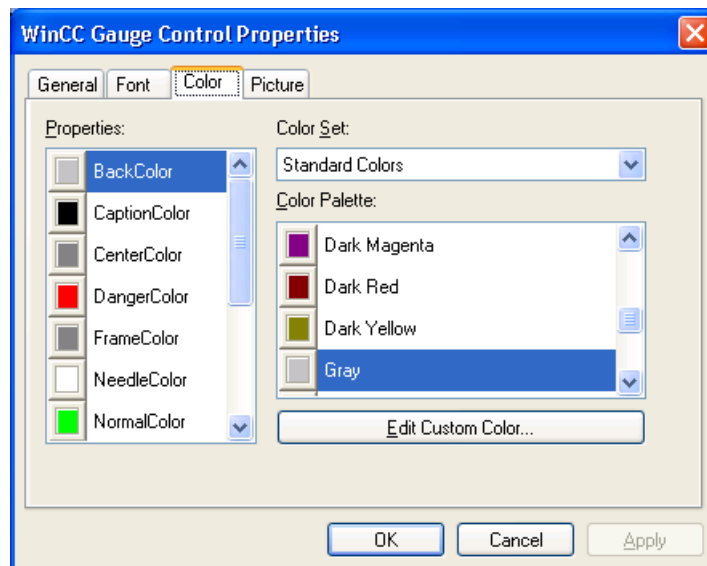 WinCC Gauge Control Properties
General Font Color Picture
Properties:
BackColor
CaptionColor
CenterColor
DangerColor
FrameColor
NeedleColor
NormalColor
Color Set:
Standard Colors
Color Palette:
Dark Magenta
Dark Red
Dark Yellow
Gray
Edit Custom Color...
OK Cancel Apply